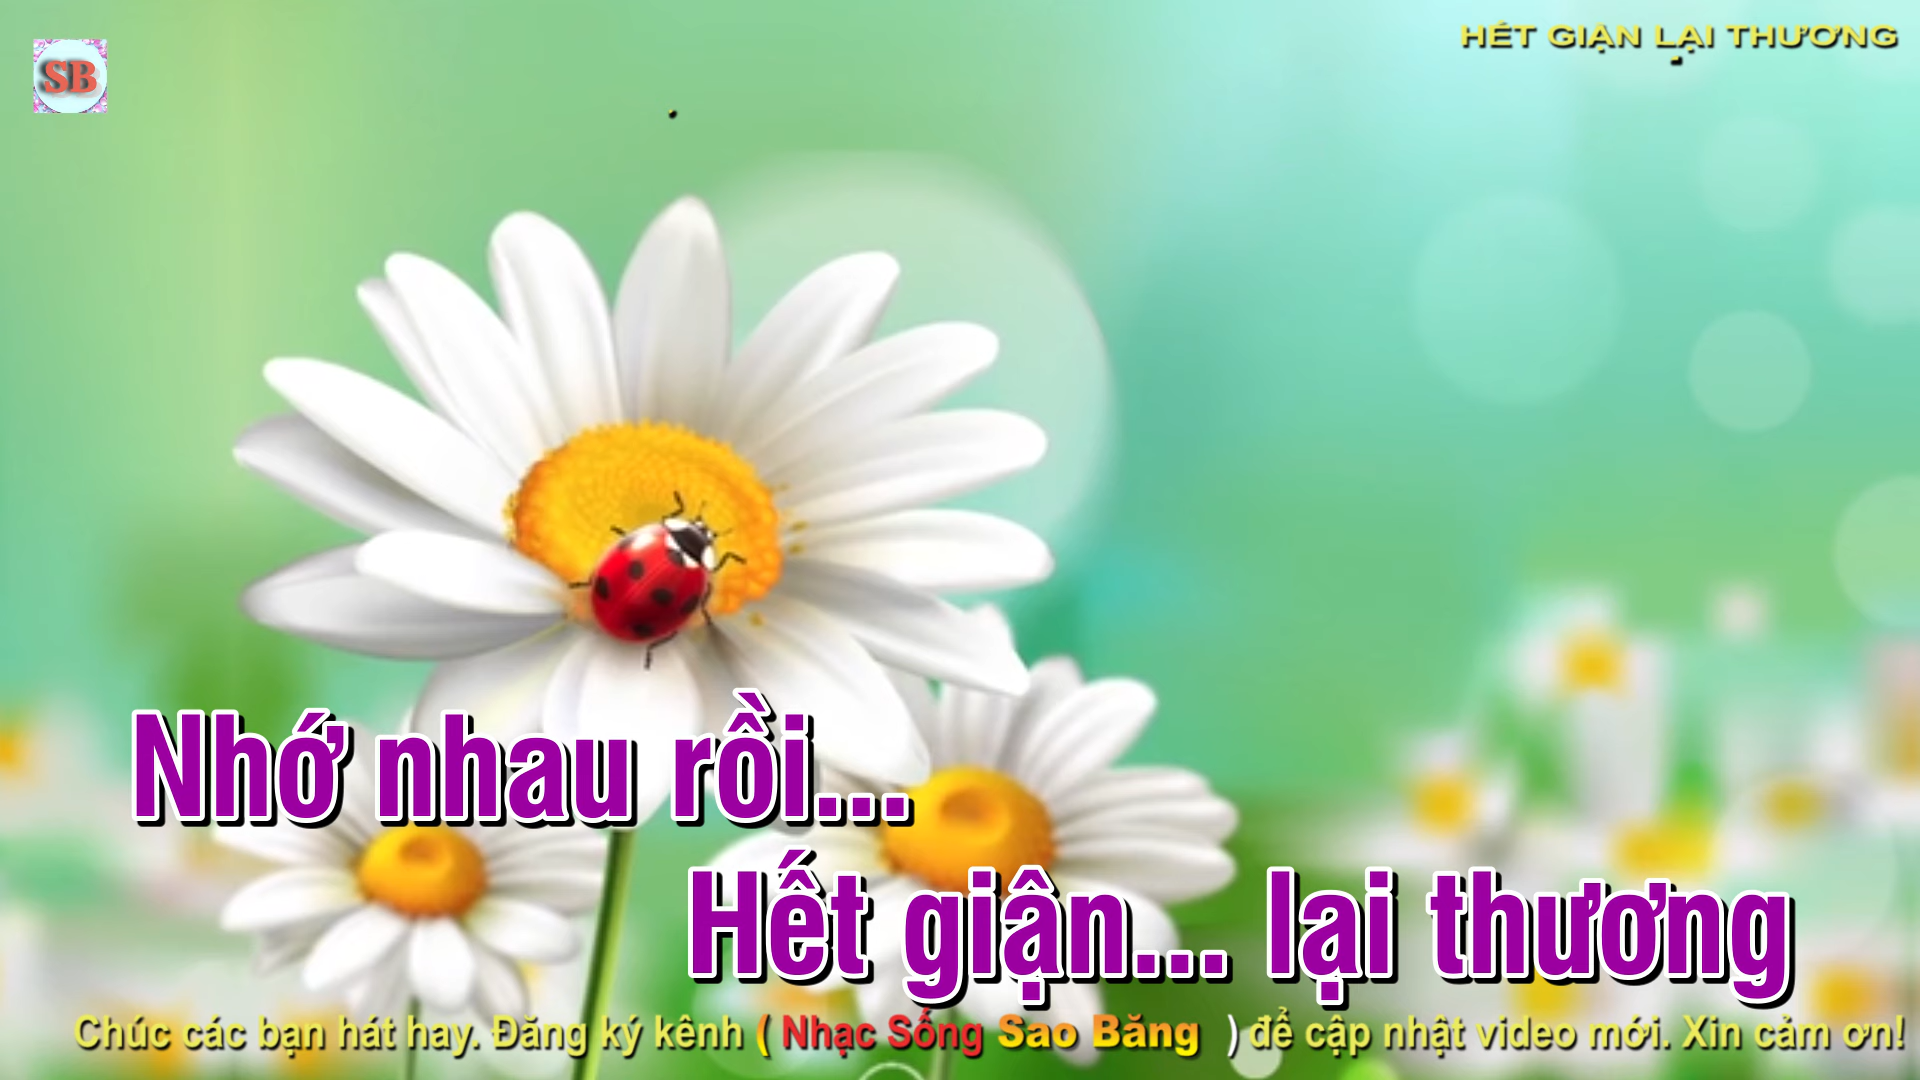 HẾT GIẬN LẠI THƯƠNG
SB
Nhớ nhau rồi...
Hết giận... lại thương
Chúc các bạn hát hay. Đăng ký kênh ( Nhạc Sống Sao Băng ) để cập nhật video mới. Xin cảm ơn!